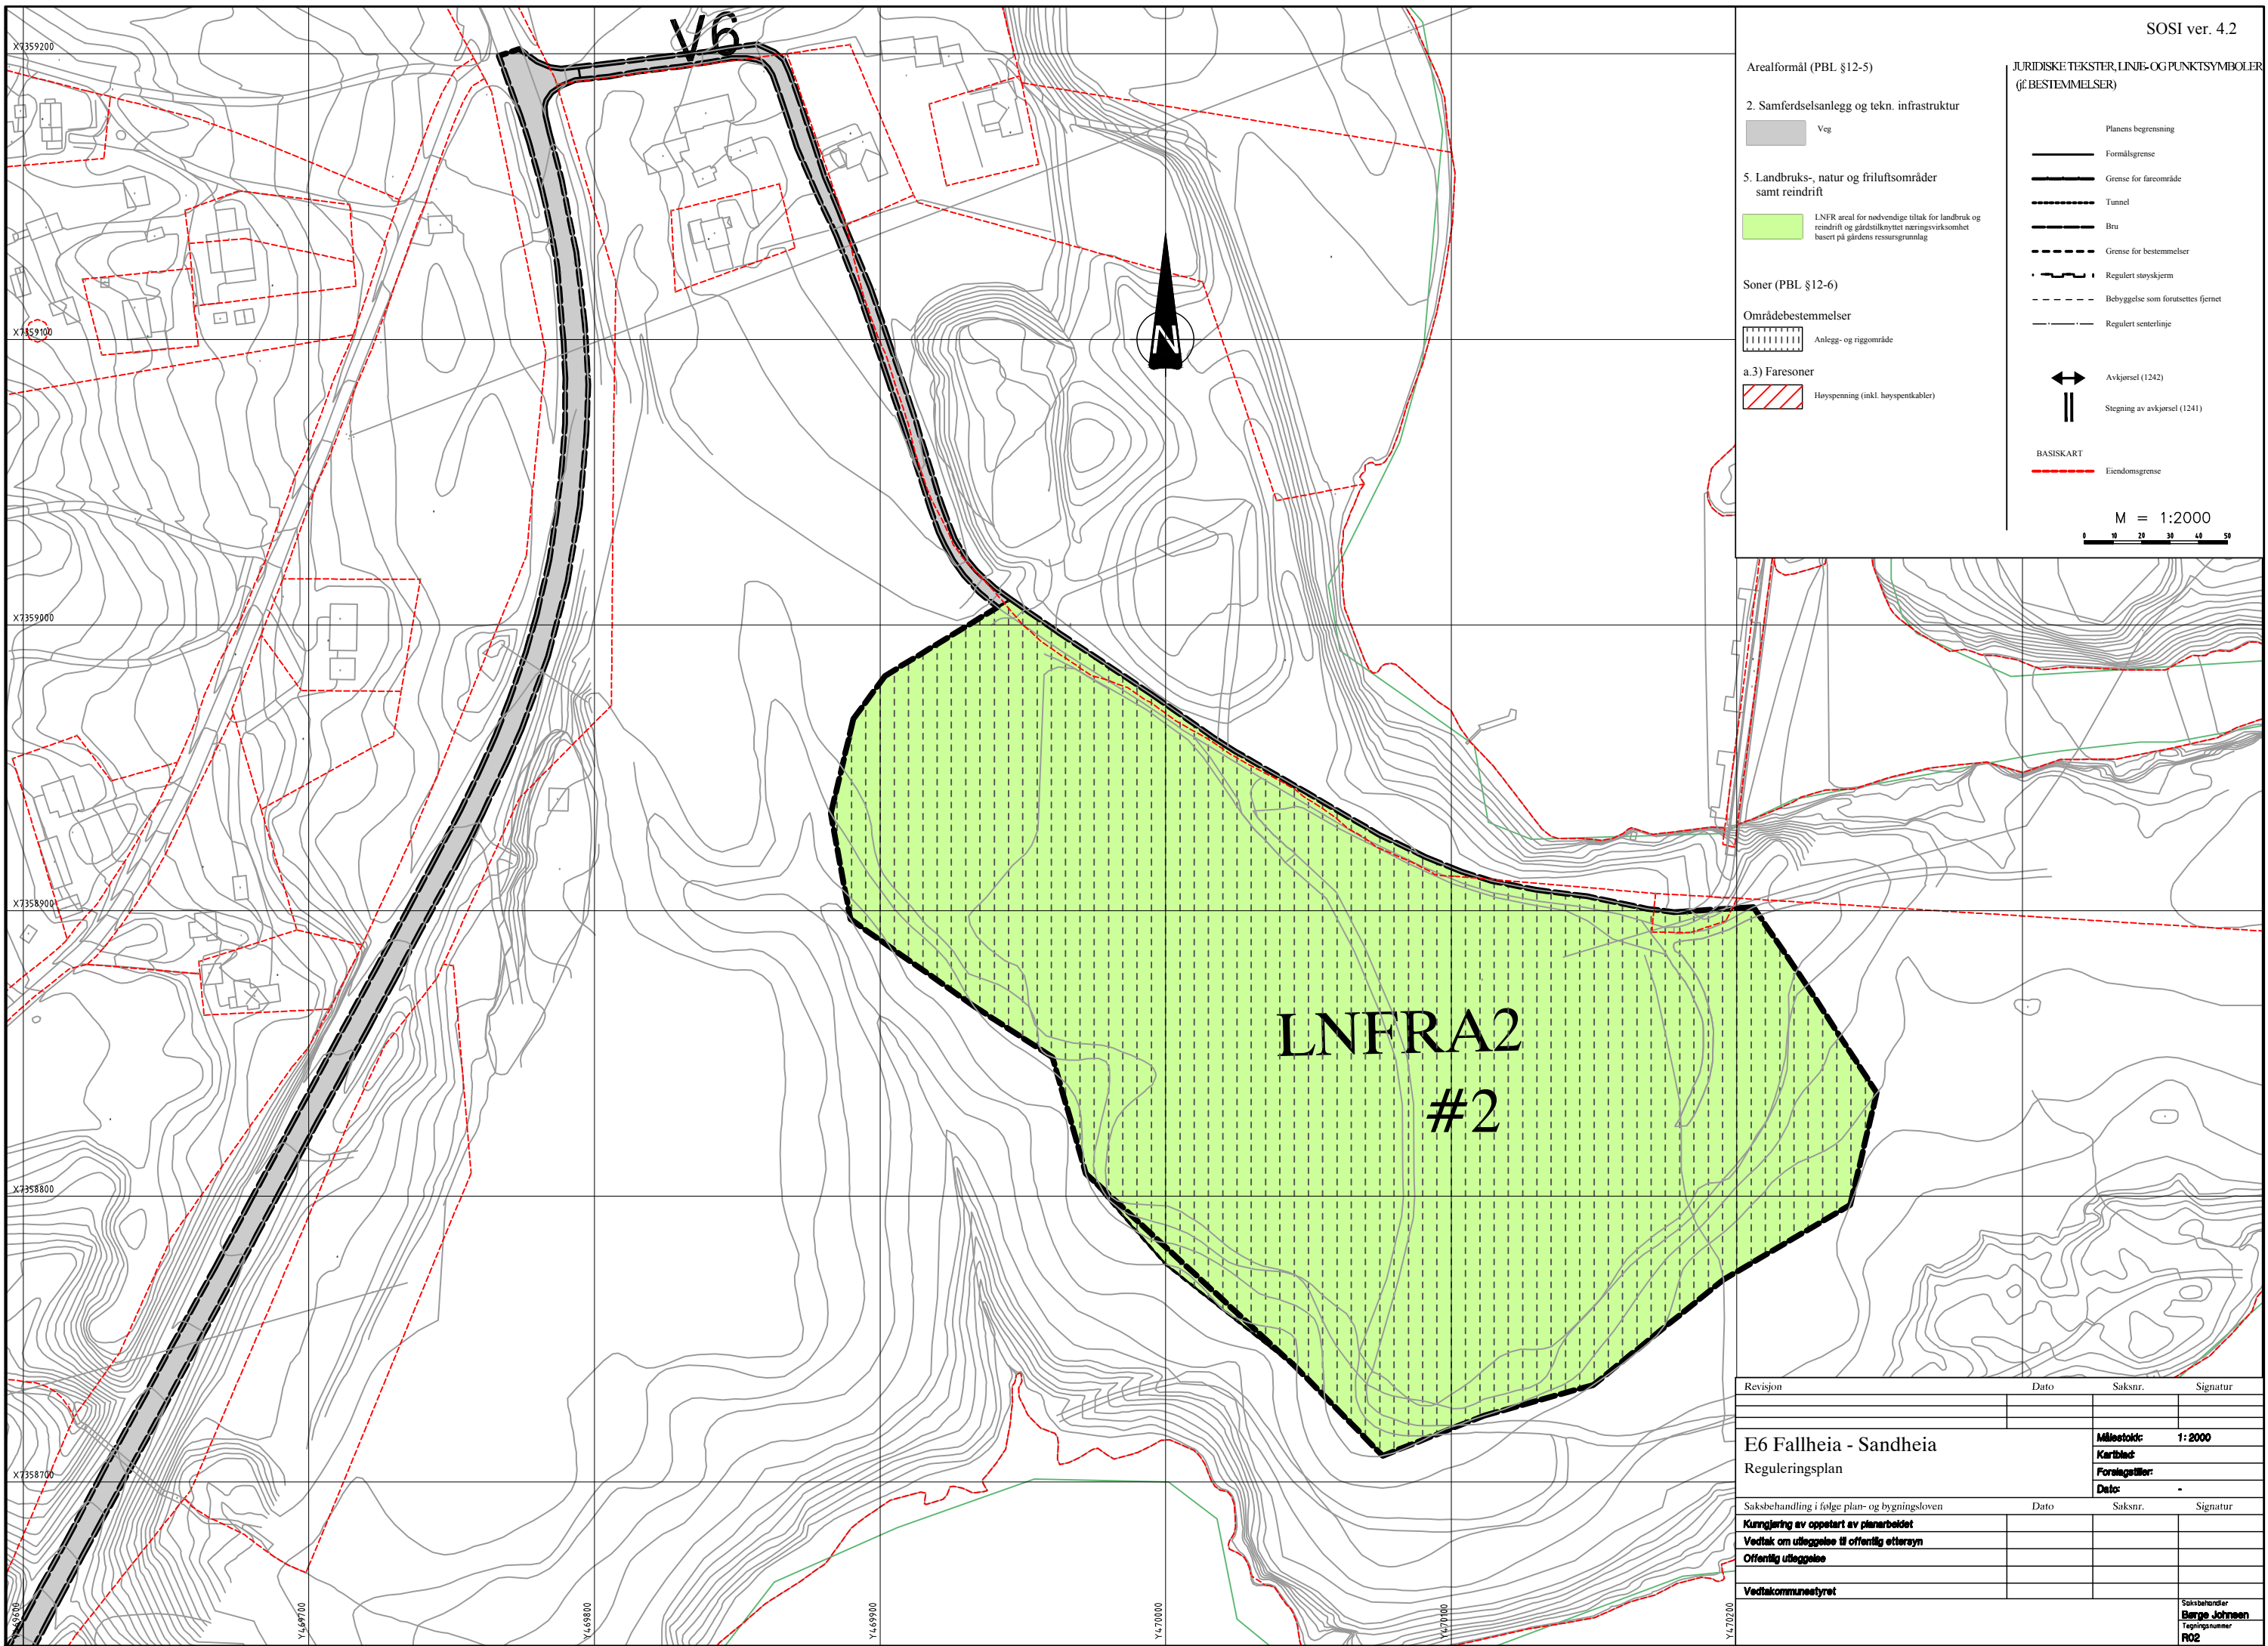 V6
X7359200
X7359100
X7359000
X7358900
X7358800
X7358700
N
LNFRA2
#2
Y469600
Y469700
Y469800
Y469900
Y470000
Y470100
Y470200
SOSI ver. 4.2
Arealformål (PBL §12-5)
2. Samferdselsanlegg og tekn. infrastruktur
Veg
5. Landbruks-, natur og friluftsområder
samt reindrift
LNFR areal for nødvendige tiltak for landbruk og
reindrift og gårdstilknyttet næringsvirksomhet
basert på gårdens ressursgrunnlag
Soner (PBL §12-6)
Områdebestemmelser
Anlegg- og riggområde
a.3) Faresoner
Høyspenning (inkl. høyspentkabler)
JURIDISKE TEKSTER, LINJE- OG PUNKTSYMBOLER
(jf. BESTEMMELSER)
Planens begrensning
Formålsgrense
Grense for fareområde
Tunnel
Bru
Grense for bestemmelser
Regulert støyskjerm
Bebyggelse som forutsettes fjernet
Regulert senterlinje
Avkjørsel (1242)
Stegning av avkjørsel (1241)
BASISKART
Eiendomsgrense
M = 1:2000
0 10 20 30 40 50
Revisjon Dato Saksnr. Signatur
E6 Fallheia - Sandheia
Reguleringsplan
Målestokk: 1: 2000
Kartblad:
Forslagstiller:
Dato: -
Saksbehandling i følge plan- og bygningsloven Dato Saksnr. Signatur
Kunngjøring av oppstart av planarbeidet
Vedtak om utleggelse til offentlig ettersyn
Offentlig utleggelse
Vedtakommunestyret
Saksbehandler
Børge Johnsen
Tegningsnummer
R02